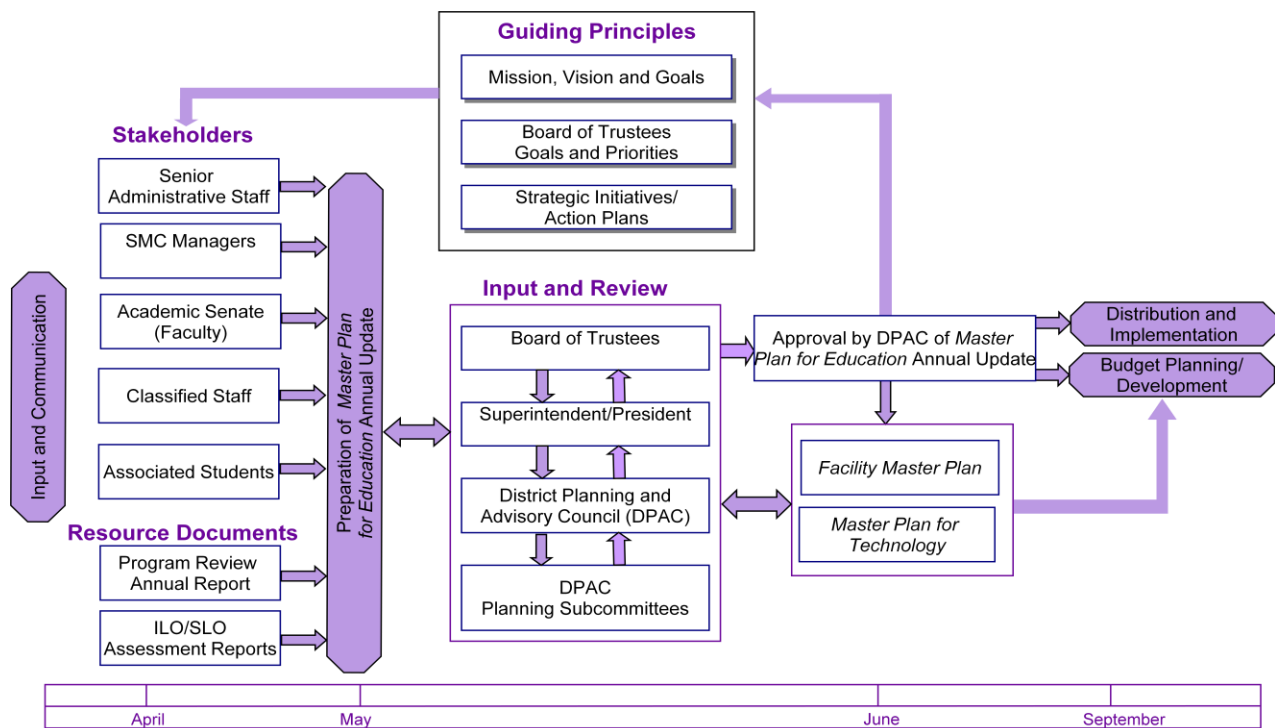 Guiding Principles
Mission, Vision and Goals
Board of Trustees
Goals and Priorities
Strategic Initiatives/
Action Plans
Stakeholders
Senior
Administrative Staff
SMC Managers
Academic Senate
(Faculty)
Classified Staff
Associated Students
Resource Documents
Program Review
Annual Report
ILO/SLO
Assessment Reports
Input and Communication
Preparation of Master Plan
for Education Annual Update
Input and Review
Board of Trustees
Superintendent/President
District Planning and
Advisory Council (DPAC)
DPAC
Planning Subcommittees
Approval by DPAC of Master
Plan for Education Annual Update
Distribution and
Implementation
Budget Planning/
Development
Facility Master Plan
Master Plan for
Technology
April
May
June
September